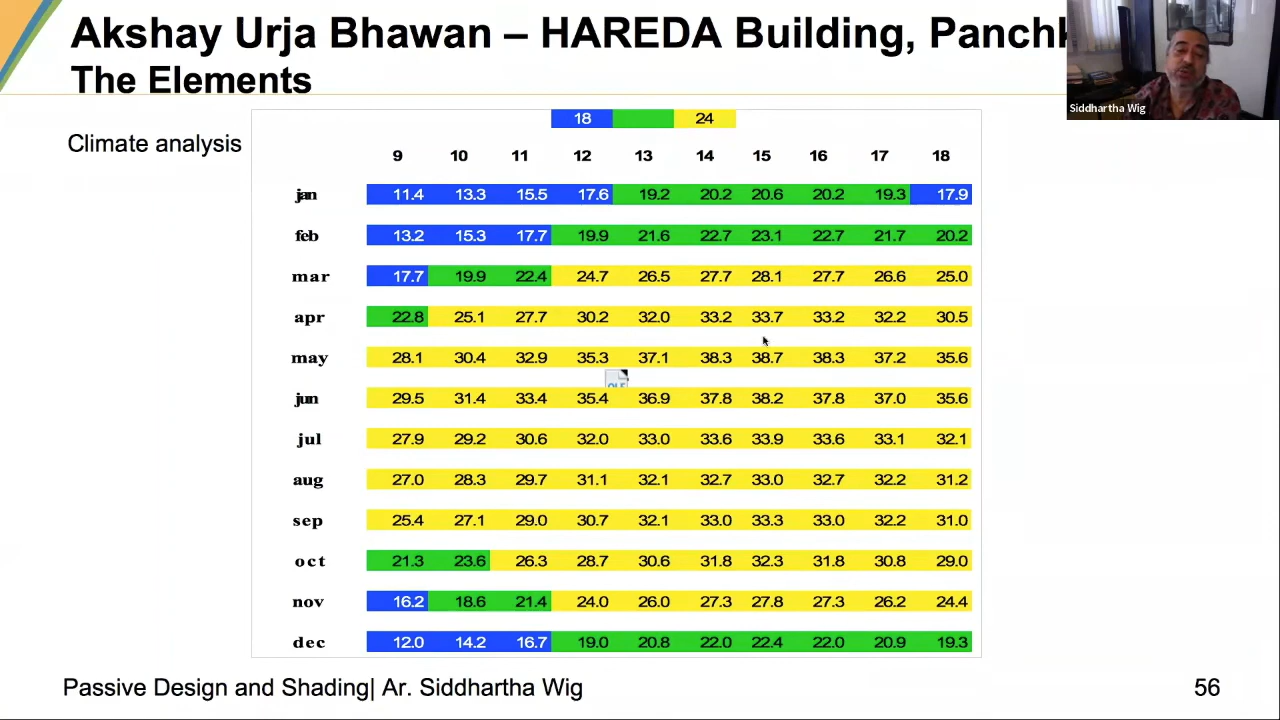 Akshay Urja Bhawan – HAREDA Building, Panchk
The Elements
Siddhartha Wig
Climate analysis
18 24
9 10 11 12 13 14 15 16 17 18
jan 11.4 13.3 15.5 17.6 19.2 20.2 20.6 20.2 19.3 17.9
feb 13.2 15.3 17.7 19.9 21.6 22.7 23.1 22.7 21.7 20.2
mar 17.7 19.9 22.4 24.7 26.5 27.7 28.1 27.7 26.6 25.0
apr 22.8 25.1 27.7 30.2 32.0 33.2 33.7 33.2 32.2 30.5
may 28.1 30.4 32.9 35.3 37.1 38.3 38.7 38.3 37.2 35.6
jun 29.5 31.4 33.4 35.4 36.9 37.8 38.2 37.8 37.0 35.6
jul 27.9 29.2 30.6 32.0 33.0 33.6 33.9 33.6 33.1 32.1
aug 27.0 28.3 29.7 31.1 32.1 32.7 33.0 32.7 32.2 31.2
sep 25.4 27.1 29.0 30.7 32.1 33.0 33.3 33.0 32.2 31.0
oct 21.3 23.6 26.3 28.7 30.6 31.8 32.3 31.8 30.8 29.0
nov 16.2 18.6 21.4 24.0 26.0 27.3 27.8 27.3 26.2 24.4
dec 12.0 14.2 16.7 19.0 20.8 22.0 22.4 22.0 20.9 19.3
Passive Design and Shading| Ar. Siddhartha Wig
56